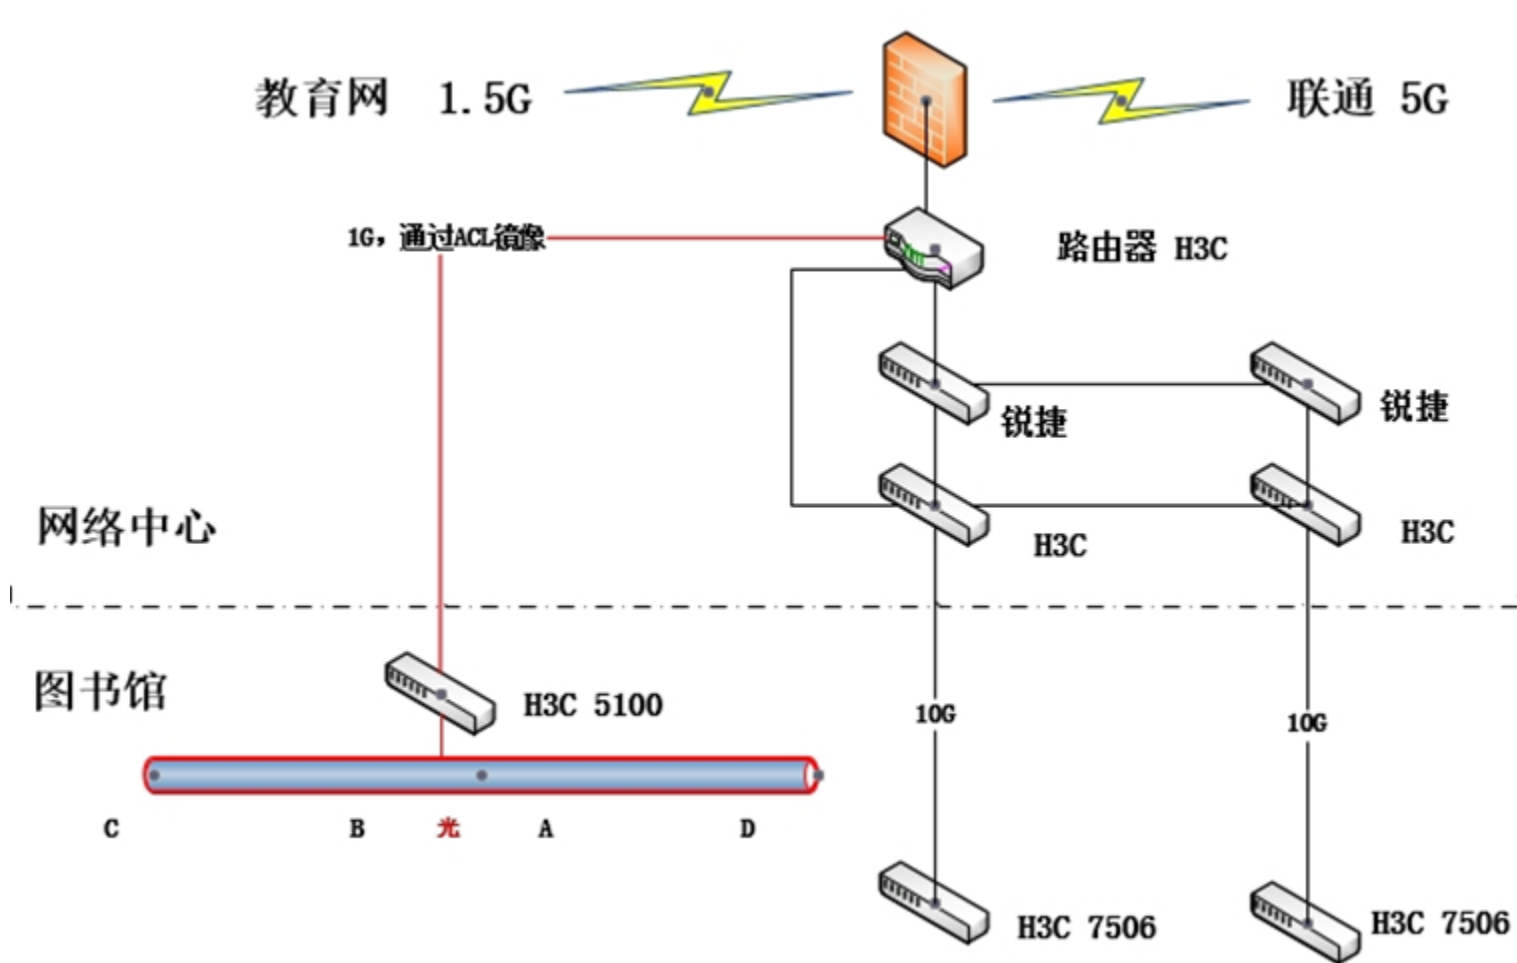 教育网 1.5G
联通 5G
1G，通过ACL镜像
路由器 H3C
锐捷
锐捷
网络中心
H3C
H3C
图书馆
H3C 5100
10G
10G
C B 光 A D
H3C 7506
H3C 7506